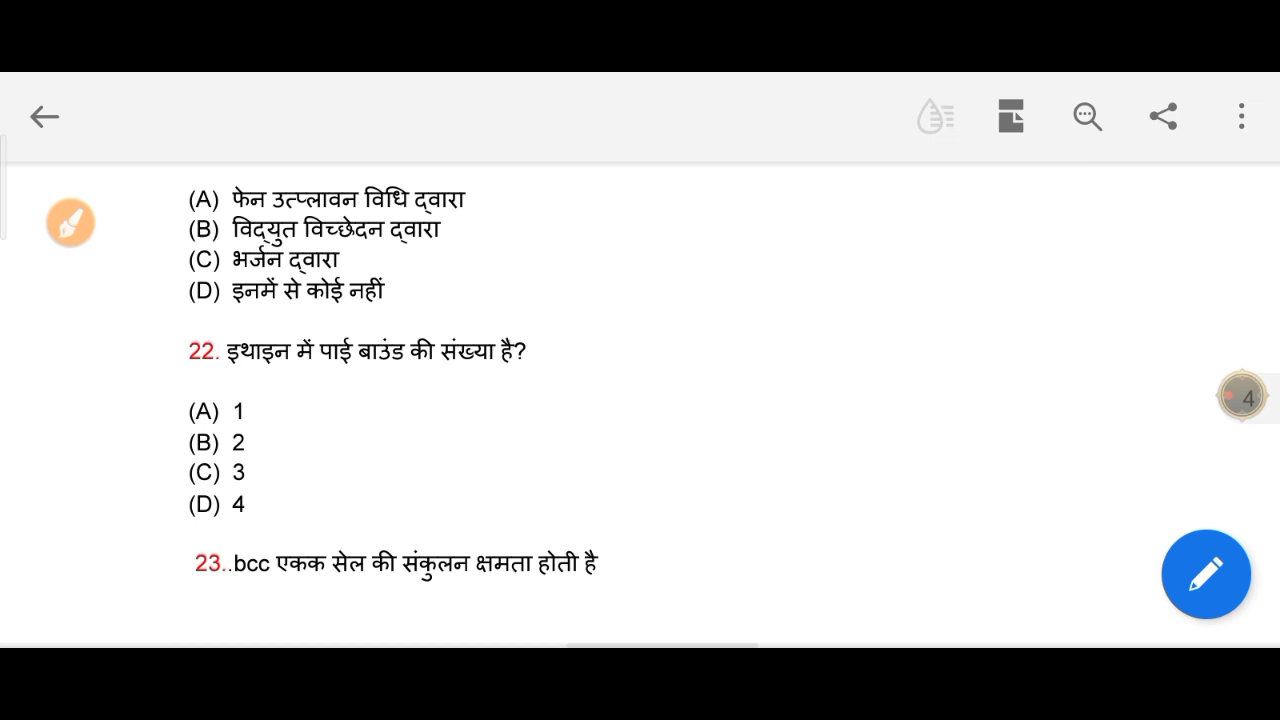 (A) फेन उत्प्लावन विधि द्वारा
(B) विद्युत विच्छेदन द्वारा
(C) भर्जन द्वारा
(D) इनमें से कोई नहीं
22. इथाइन में पाई बाउंड की संख्या है?
(A) 1
(B) 2
(C) 3
(D) 4
23..bcc एकक सेल की संकुलन क्षमता होती है
4